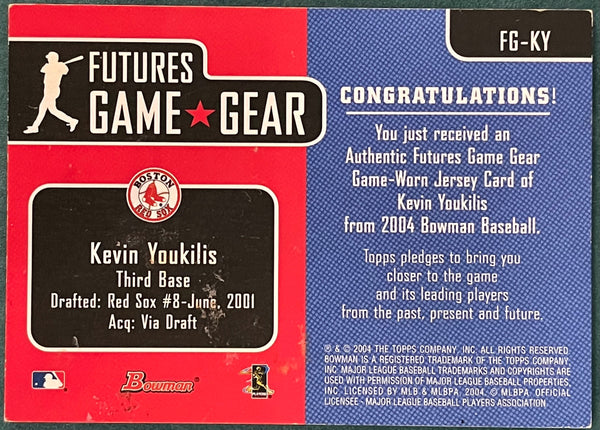 FUTURES
GAME★GEAR
BOSTON
RED SOX
Kevin Youkilis
Third Base
Drafted: Red Sox #8-June, 2001
Acq: Via Draft
Bowman
FG-KY
CONGRATULATIONS!
You just received an
Authentic Futures Game Gear
Game-Worn Jersey Card of
Kevin Youkilis
from 2004 Bowman Baseball.
Topps pledges to bring you
closer to the game
and its leading players
from the past, present and future.
® & © 2004 THE TOPPS COMPANY, INC. ALL RIGHTS RESERVED
BOWMAN IS A REGISTERED TRADEMARK OF THE TOPPS COMPANY,
INC. MAJOR LEAGUE BASEBALL TRADEMARKS AND COPYRIGHTS ARE
USED WITH PERMISSION OF MAJOR LEAGUE BASEBALL PROPERTIES,
INC. LICENSED BY MLB & MLBPA, 2004. © MLBPA. OFFICIAL
LICENSEE - MAJOR LEAGUE BASEBALL PLAYERS ASSOCIATION.